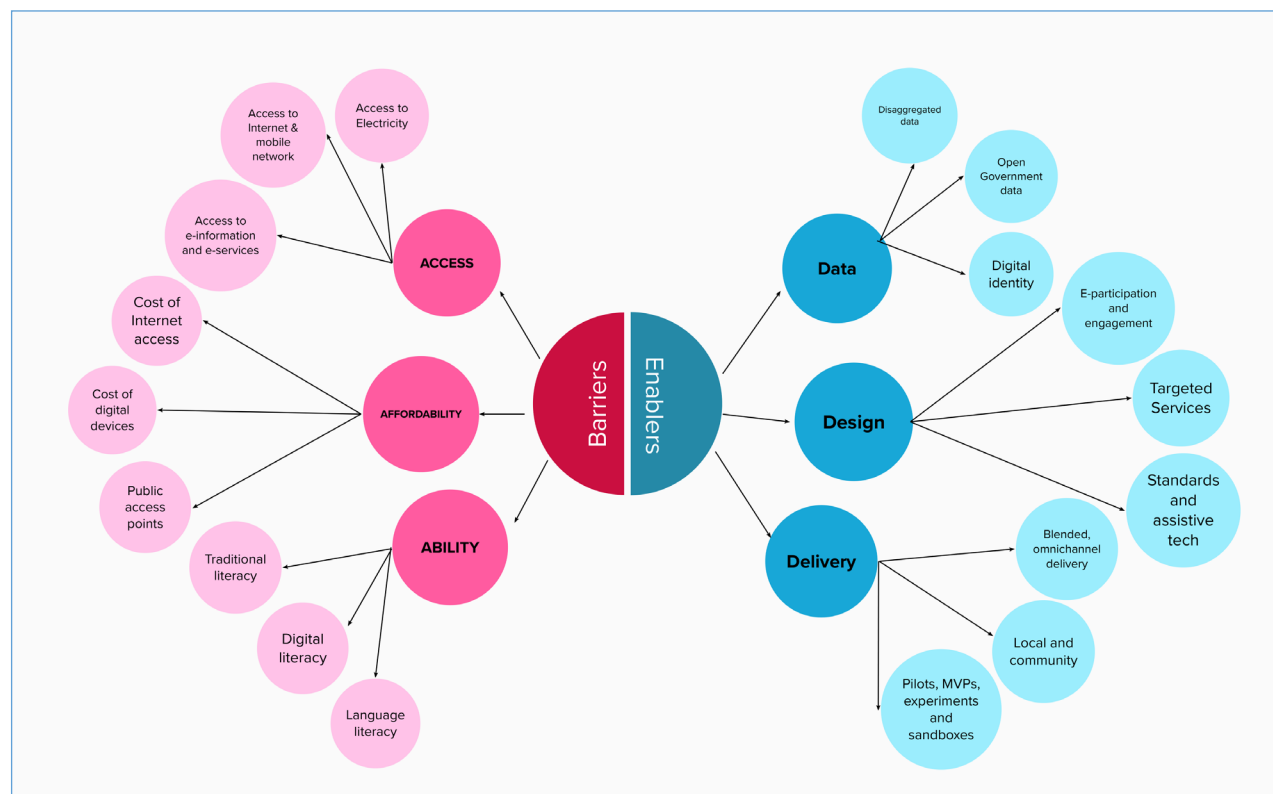 Access to
Internet &
mobile
network
Access to
Electricity
Access to
e-information
and e-services
ACCESS
Cost of
Internet
access
Cost of
digital
devices
Public
access
points
AFFORDABILITY
Traditional
literacy
Digital
literacy
Language
literacy
ABILITY
Barriers
Enablers
Data
Disaggregated
data
Open
Government
data
Digital
identity
Design
E-participation
and
engagement
Targeted
Services
Standards
and
assistive
tech
Delivery
Blended,
omnichannel
delivery
Local and
community
Pilots, MVPs,
experiments
and
sandboxes